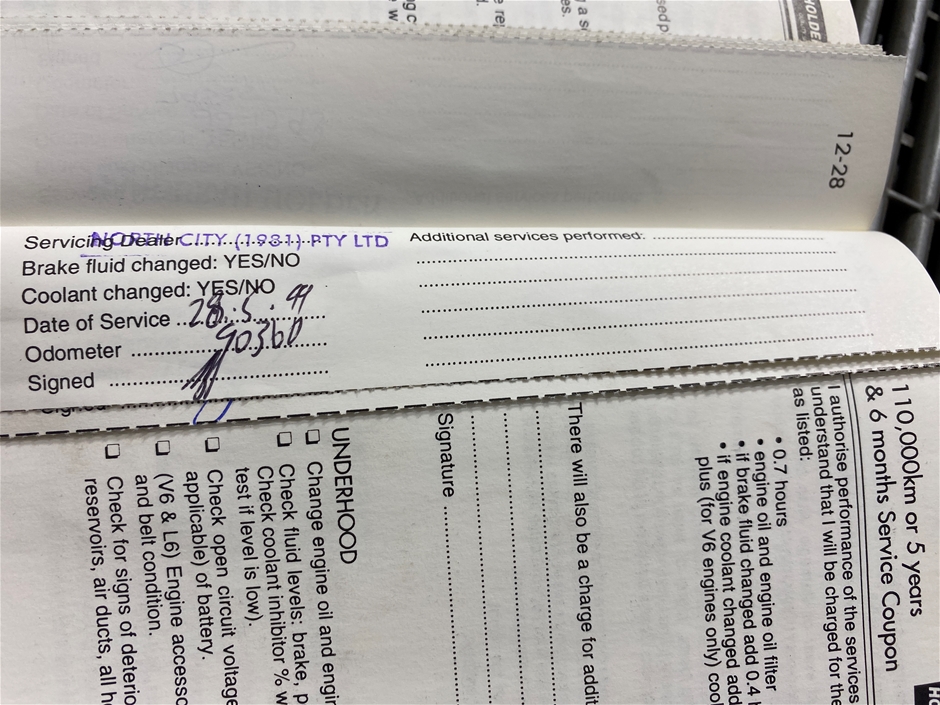 HOLDE
12-28
Servicing Dealer
NORTH CITY (1981) PTY LTD
Brake fluid changed: YES/NO
Coolant changed: YES/NO
Date of Service 28.5.99
Odometer 90360
Signed
Additional services performed:
110,000km or 5 years
& 6 months Service Coupon
I authorise performance of the services
understand that I will be charged for the
as listed:
• 0.7 hours
• engine oil and engine oil filter
• if brake fluid changed add 0.4 h
• if engine coolant changed add
plus (for V6 engines only) cool
There will also be a charge for addit
Signature
UNDERHOOD
❑ Change engine oil and engin
❑ Check fluid levels: brake, p
Check coolant inhibitor % w
test if level is low).
❑ Check open circuit voltage
applicable) of battery.
❑ (V6 & L6) Engine accesso
and belt condition.
❑ Check for signs of deterio
reservoirs, air ducts, all h